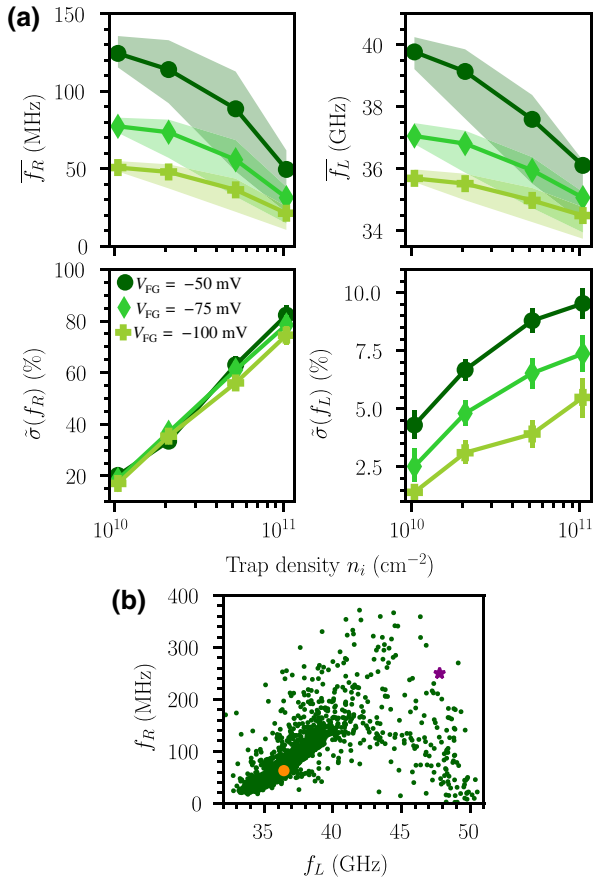 (a)
150
100
50
0
f_R (MHz)
40
38
36
34
f_L (GHz)
100
80
60
40
20
σ̃(f_R) (%)
V_FG = −50 mV
V_FG = −75 mV
V_FG = −100 mV
10.0
7.5
5.0
2.5
σ̃(f_L) (%)
10^10 10^11 10^10 10^11
Trap density n_i (cm^−2)
(b)
400
300
200
100
0
f_R (MHz)
35 40 45 50
f_L (GHz)